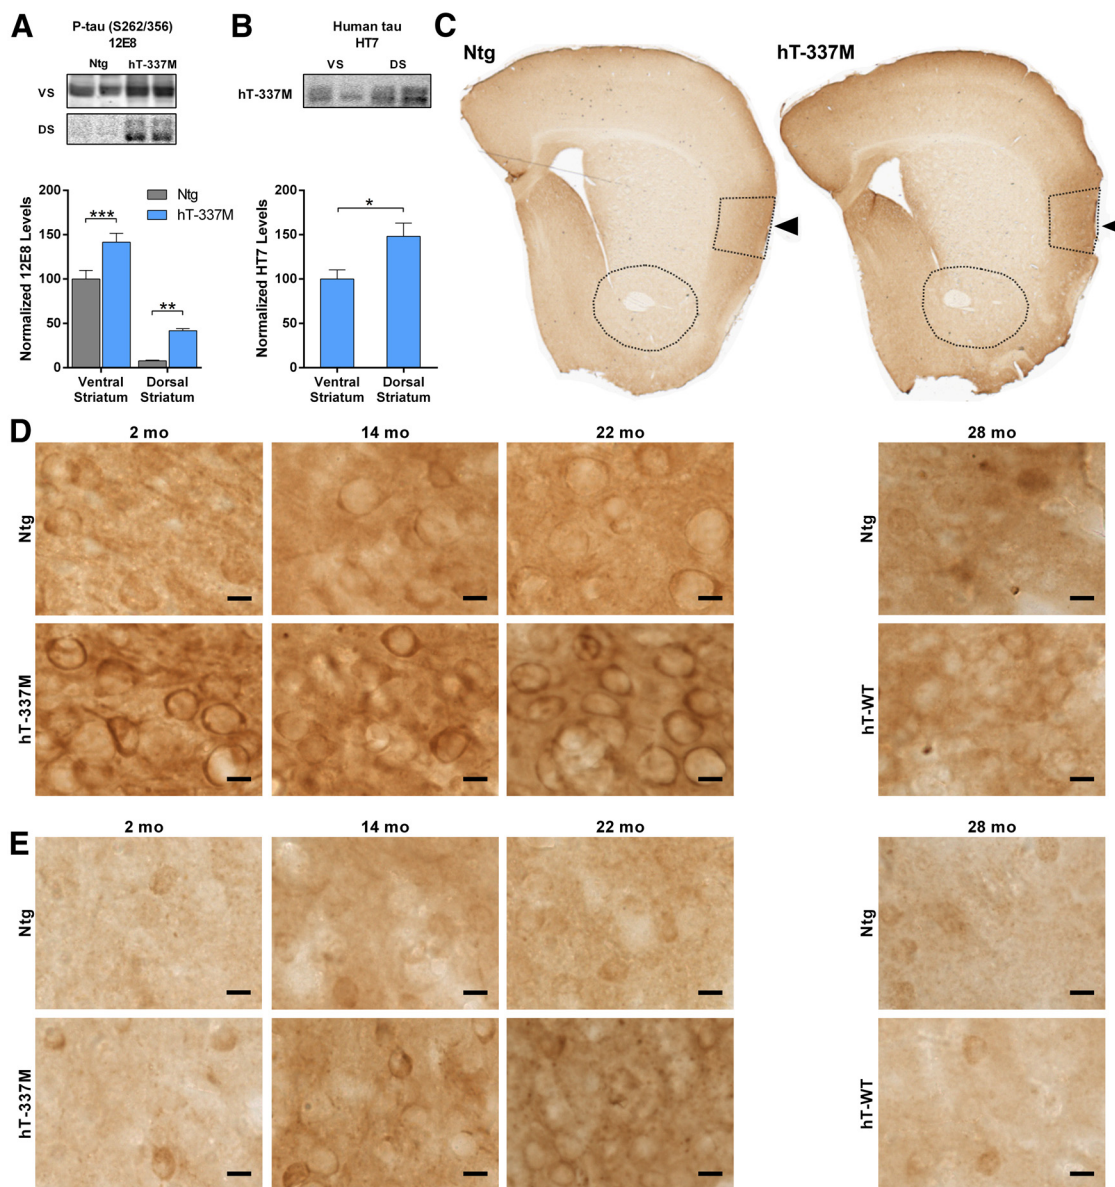 A
P-tau (S262/356)
12E8
Ntg hT-337M
VS
DS
Normalized 12E8 Levels
200
150
100
50
0
***
**
Ntg
hT-337M
Ventral Striatum
Dorsal Striatum
B
Human tau
HT7
VS DS
hT-337M
Normalized HT7 Levels
200
150
100
50
0
*
Ventral Striatum
Dorsal Striatum
C
Ntg hT-337M
D
2 mo 14 mo 22 mo 28 mo
Ntg Ntg
hT-337M hT-WT
E
2 mo 14 mo 22 mo 28 mo
Ntg Ntg
hT-337M hT-WT